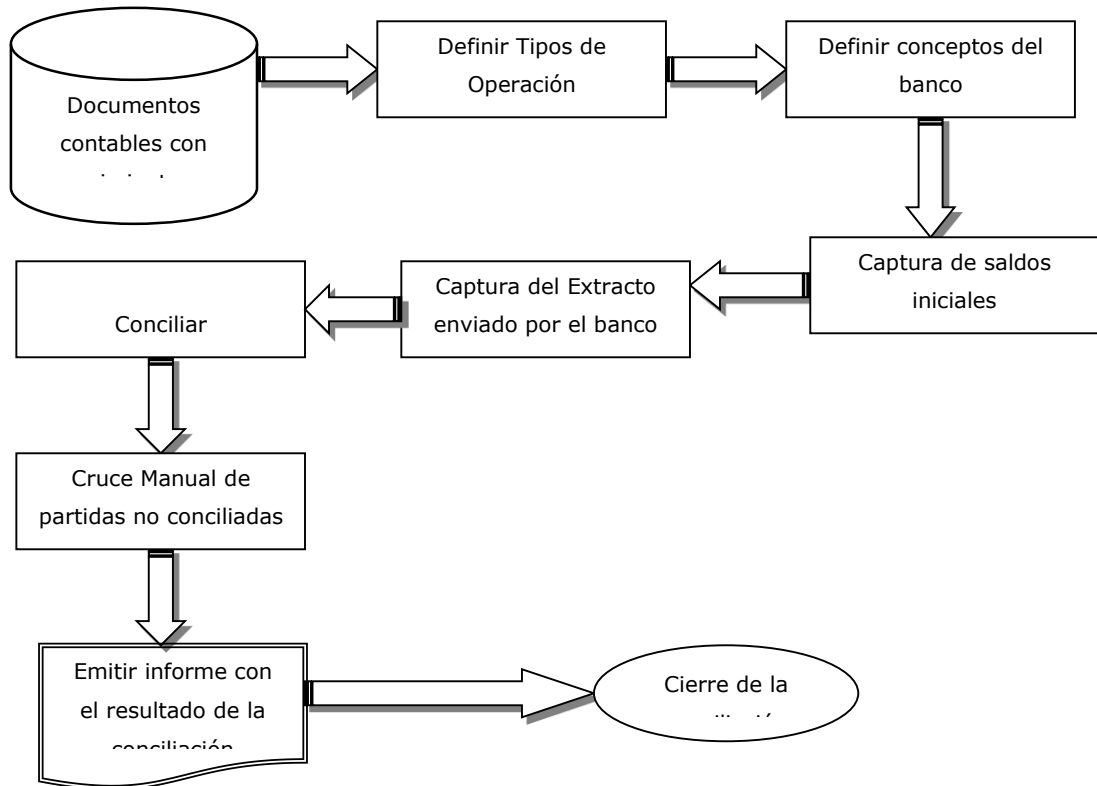 Documentos
contables con
Definir Tipos de
Operación
Definir conceptos del
banco
Captura de saldos
iniciales
Captura del Extracto
enviado por el banco
Conciliar
Cruce Manual de
partidas no conciliadas
Emitir informe con
el resultado de la
conciliación
Cierre de la